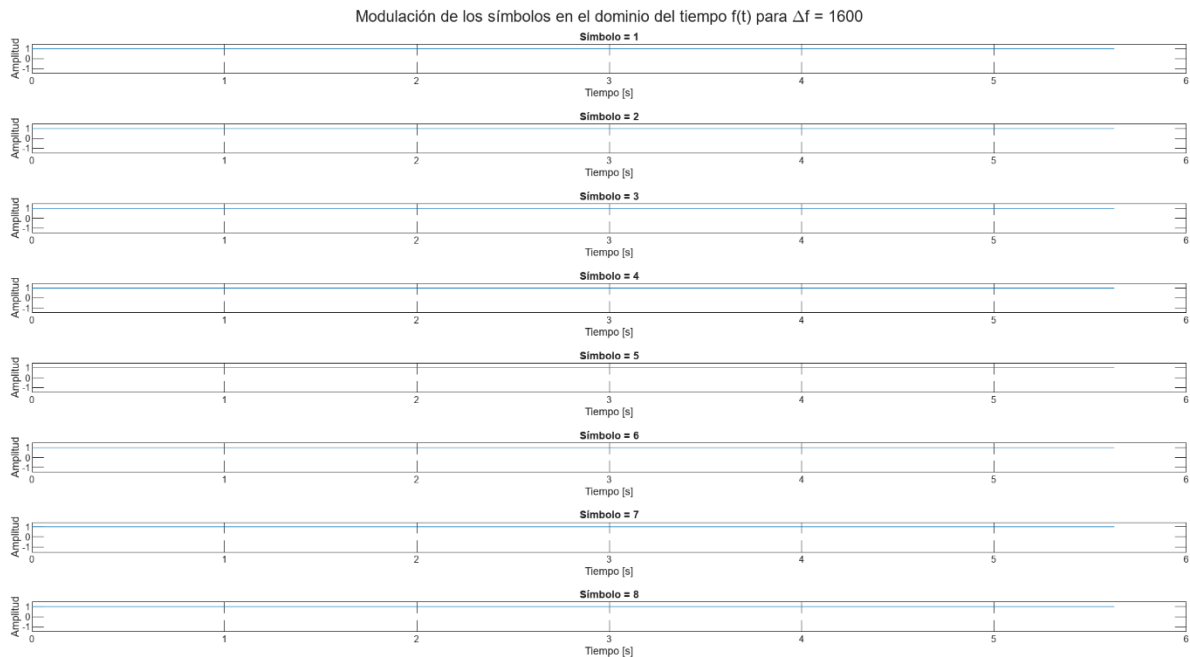 Modulación de los símbolos en el dominio del tiempo f(t) para Δf = 1600
Símbolo = 1
Amplitud
1
0
-1
0 1 2 3 4 5 6
Tiempo [s]
Símbolo = 2
Amplitud
1
0
-1
0 1 2 3 4 5 6
Tiempo [s]
Símbolo = 3
Amplitud
1
0
-1
0 1 2 3 4 5 6
Tiempo [s]
Símbolo = 4
Amplitud
1
0
-1
0 1 2 3 4 5 6
Tiempo [s]
Símbolo = 5
Amplitud
1
0
-1
0 1 2 3 4 5 6
Tiempo [s]
Símbolo = 6
Amplitud
1
0
-1
0 1 2 3 4 5 6
Tiempo [s]
Símbolo = 7
Amplitud
1
0
-1
0 1 2 3 4 5 6
Tiempo [s]
Símbolo = 8
Amplitud
1
0
-1
0 1 2 3 4 5 6
Tiempo [s]